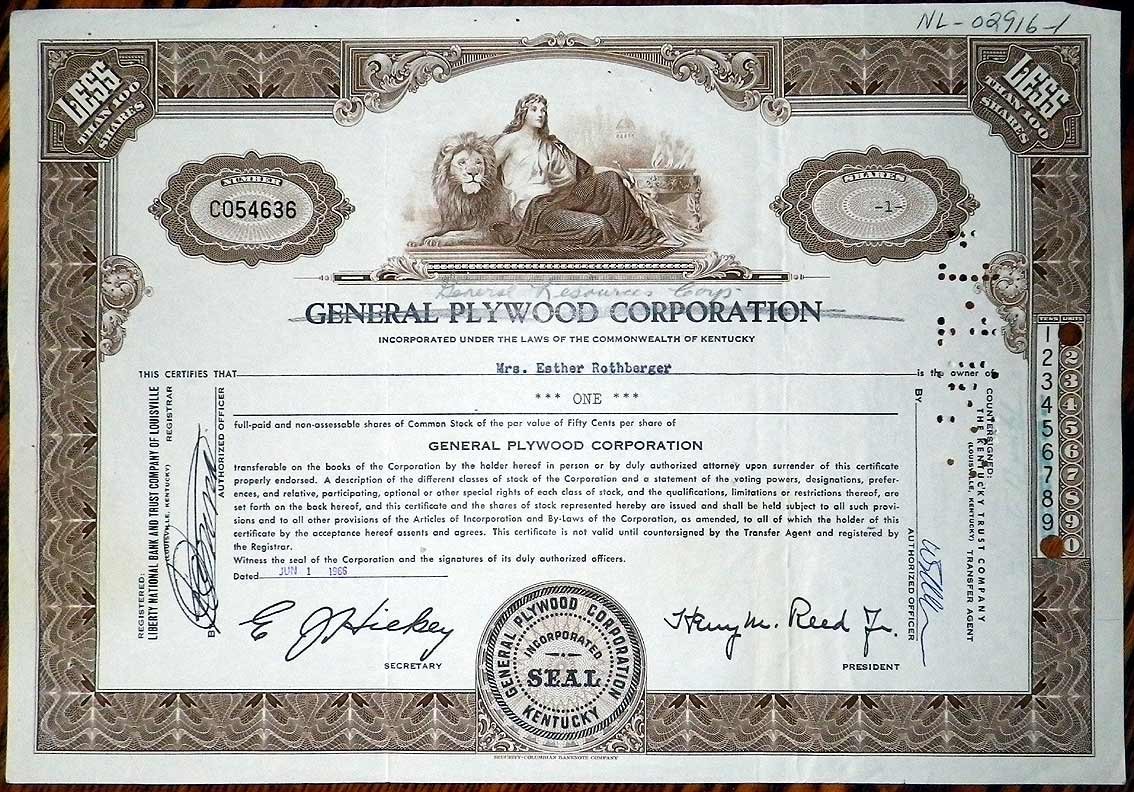 NL-02916-1
LESS
THAN 100
SHARES
LESS
THAN 100
SHARES
NUMBER
CO54636
SHARES
-1-
General Resources Corp.
GENERAL PLYWOOD CORPORATION
INCORPORATED UNDER THE LAWS OF THE COMMONWEALTH OF KENTUCKY
THIS CERTIFIES THAT Mrs. Esther Rothberger is the owner of
*** ONE ***
full-paid and non-assessable shares of Common Stock of the par value of Fifty Cents per share of
GENERAL PLYWOOD CORPORATION
transferable on the books of the Corporation by the holder hereof in person or by duly authorized attorney upon surrender of this certificate
properly endorsed. A description of the different classes of stock of the Corporation and a statement of the voting powers, designations, prefer-
ences, and relative, participating, optional or other special rights of each class of stock, and the qualifications, limitations or restrictions thereof, are
set forth on the back hereof, and this certificate and the shares of stock represented hereby are issued and shall be held subject to all such provi-
sions and to all other provisions of the Articles of Incorporation and By-Laws of the Corporation, as amended, to all of which the holder of this
certificate by the acceptance hereof assents and agrees. This certificate is not valid until countersigned by the Transfer Agent and registered by
the Registrar.
Witness the seal of the Corporation and the signatures of its duly authorized officers.
Dated JUN 1 1966
E J Hickey
SECRETARY
Henry M. Reed Jr.
PRESIDENT
GENERAL PLYWOOD CORPORATION
INCORPORATED
SEAL
KENTUCKY
REGISTERED:
LIBERTY NATIONAL BANK AND TRUST COMPANY OF LOUISVILLE
(LOUISVILLE, KENTUCKY) REGISTRAR
BY
AUTHORIZED OFFICER
COUNTERSIGNED:
THE KENTUCKY TRUST COMPANY
(LOUISVILLE, KENTUCKY) TRANSFER AGENT
BY
AUTHORIZED OFFICER
TENS UNITS
1
2 2
3 3
4 4
5 5
6 6
7 7
8 8
9 9
0
SECURITY-COLUMBIAN BANKNOTE COMPANY